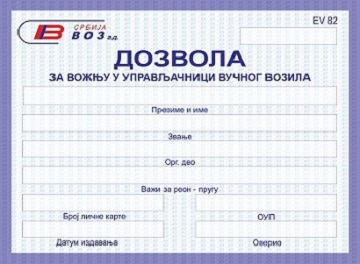 СРБИЈА
ВОЗ а.д.
EV 82
ДОЗВОЛА
ЗА ВОЖЊУ У УПРАВЉАЧНИЦИ ВУЧНОГ ВОЗИЛА
Презиме и име
Звање
Орг. део
Важи за реон - пругу
Број личне карте
ОУП
Датум издавања
Оверио